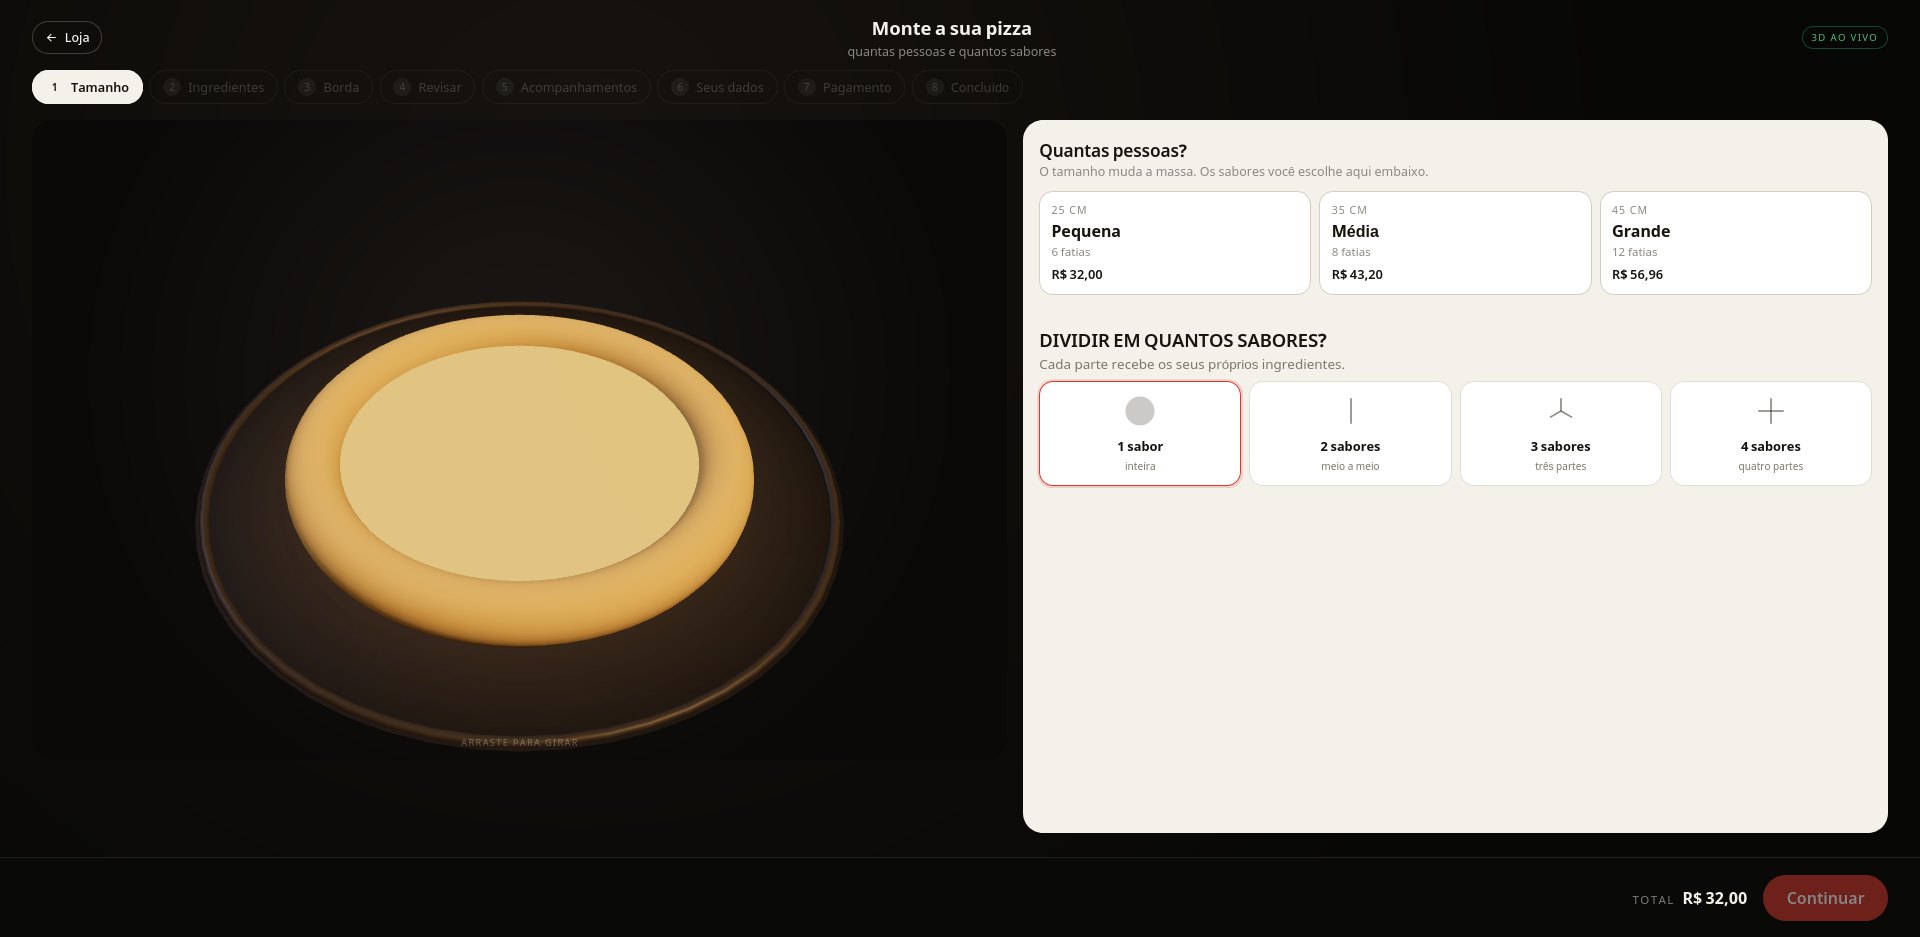 ← Loja
Monte a sua pizza
quantas pessoas e quantos sabores
3D AO VIVO
1 Tamanho
2 Ingredientes
3 Borda
4 Revisar
5 Acompanhamentos
6 Seus dados
7 Pagamento
8 Concluído
ARRASTE PARA GIRAR
Quantas pessoas?
O tamanho muda a massa. Os sabores você escolhe aqui embaixo.
25 CM
Pequena
6 fatias
R$ 32,00
35 CM
Média
8 fatias
R$ 43,20
45 CM
Grande
12 fatias
R$ 56,96
DIVIDIR EM QUANTOS SABORES?
Cada parte recebe os seus próprios ingredientes.
1 sabor
inteira
2 sabores
meio a meio
3 sabores
três partes
4 sabores
quatro partes
TOTAL R$ 32,00
Continuar